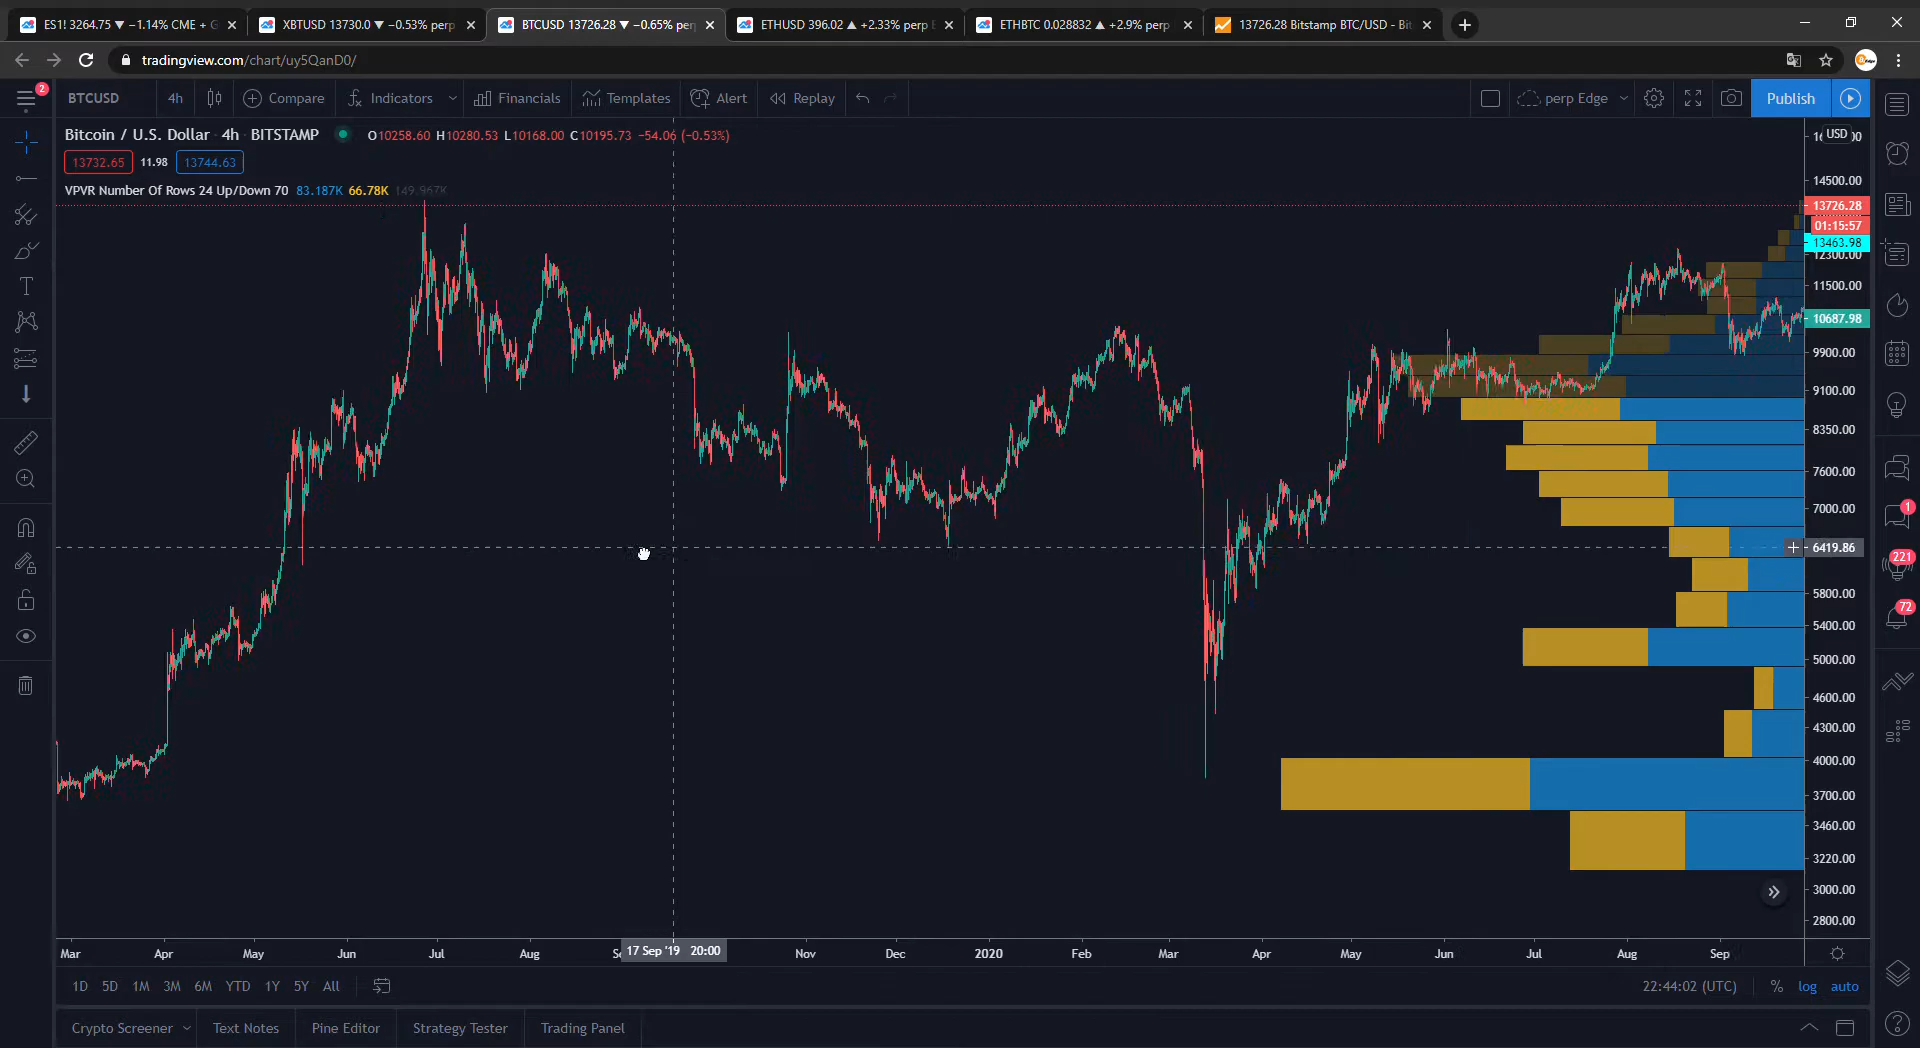 ES1! 3264.75 ▼ −1.14% CME + G
XBTUSD 13730.0 ▼ −0.53% perp
BTCUSD 13726.28 ▼ −0.65% per
ETHUSD 396.02 ▲ +2.33% perp E
ETHBTC 0.028832 ▲ +2.9% perp
13726.28 Bitstamp BTC/USD - Bit
tradingview.com/chart/uy5QanD0/
2
BTCUSD 4h Compare Indicators Financials Templates Alert Replay perp Edge Publish
Bitcoin / U.S. Dollar 4h BITSTAMP O10258.60 H10280.53 L10168.00 C10195.73 −54.06 (−0.53%)
13732.65 11.98 13744.63
VPVR Number Of Rows 24 Up/Down 70 83.187K 66.78K 149.967K
USD
14500.00
13726.28
01:15:57
13463.98
12300.00
11500.00
10687.98
9900.00
9100.00
8350.00
7600.00
7000.00
6419.86
5800.00
5400.00
5000.00
4600.00
4300.00
4000.00
3700.00
3460.00
3220.00
3000.00
2800.00
1
221
72
Mar Apr May Jun Jul Aug 17 Sep '19 20:00 Nov Dec 2020 Feb Mar Apr May Jun Jul Aug Sep
1D 5D 1M 3M 6M YTD 1Y 5Y All 22:44:02 (UTC) % log auto
Crypto Screener Text Notes Pine Editor Strategy Tester Trading Panel